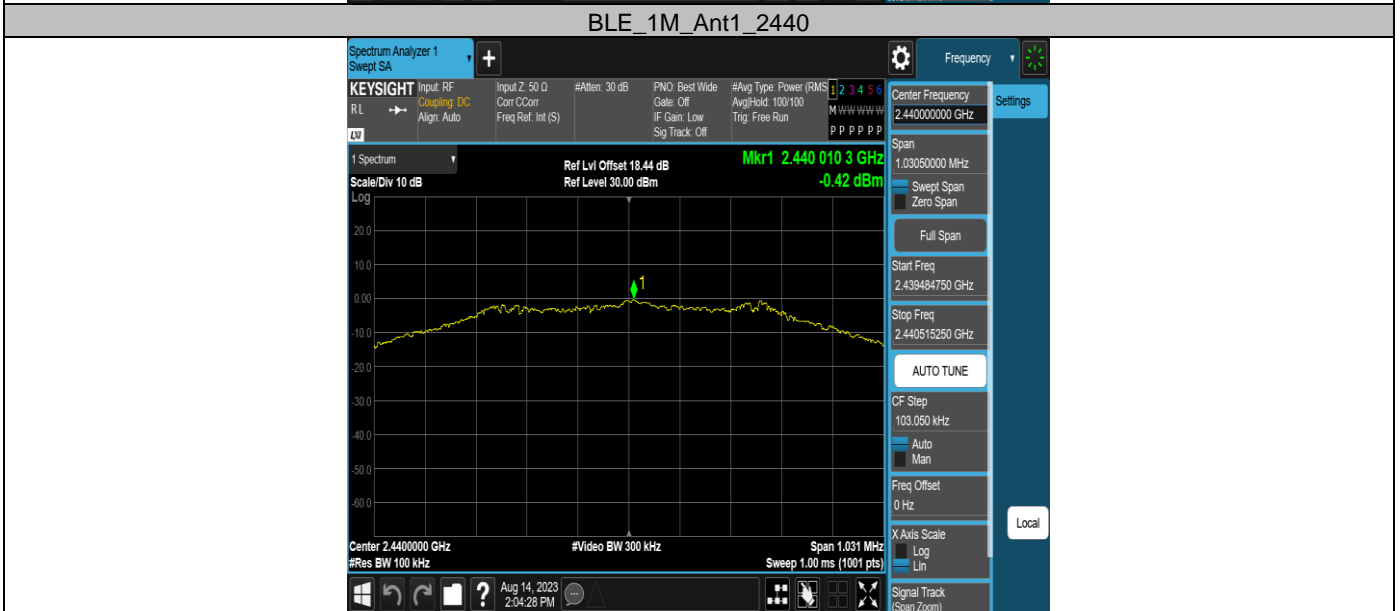 BLE_1M_Ant1_2440
Spectrum Analyzer 1
Swept SA
+
Frequency
KEYSIGHT
RL
LXI
Input: RF
Coupling: DC
Align: Auto
Input Z: 50 Ω
Corr CCorr
Freq Ref: Int (S)
#Atten: 30 dB
PNO: Best Wide
Gate: Off
IF Gain: Low
Sig Track: Off
#Avg Type: Power (RMS
Avg|Hold: 100/100
Trig: Free Run
1 2 3 4 5 6
M W W W W W
P P P P P P
1 Spectrum
Scale/Div 10 dB
Log
Ref Lvl Offset 18.44 dB
Ref Level 30.00 dBm
Mkr1 2.440 010 3 GHz
-0.42 dBm
20.0
10.0
0.00
-10.0
-20.0
-30.0
-40.0
-50.0
-60.0
1
Center 2.4400000 GHz
#Res BW 100 kHz
#Video BW 300 kHz
Span 1.031 MHz
Sweep 1.00 ms (1001 pts)
Center Frequency
2.440000000 GHz
Settings
Span
1.03050000 MHz
Swept Span
Zero Span
Full Span
Start Freq
2.439484750 GHz
Stop Freq
2.440515250 GHz
AUTO TUNE
CF Step
103.050 kHz
Auto
Man
Freq Offset
0 Hz
X Axis Scale
Log
Lin
Local
Signal Track
(Span Zoom)
?
Aug 14, 2023
2:04:28 PM